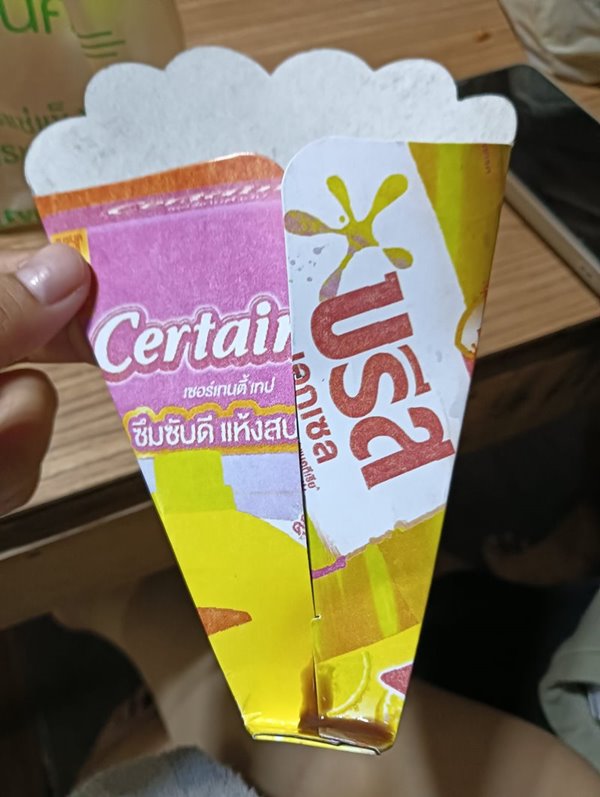 Certain
เซอร์เทนตี้ เทป
ซึมซับดี แห้งสบ
บรีส
เอกเซล